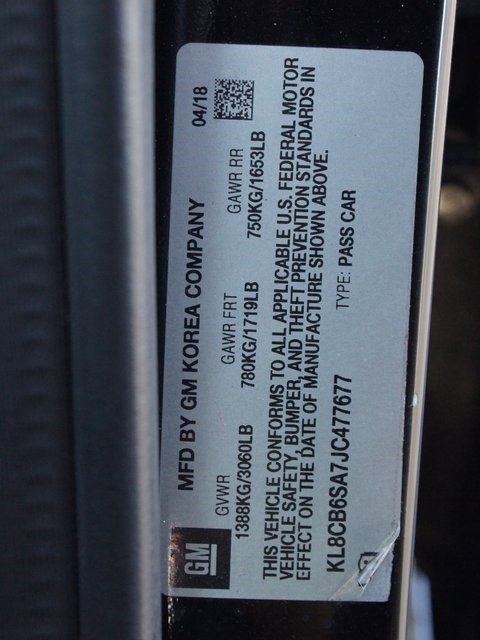 MFD BY GM KOREA COMPANY 04/18
GVWR GAWR FRT GAWR RR
1388KG/3060LB 780KG/1719LB 750KG/1653LB
THIS VEHICLE CONFORMS TO ALL APPLICABLE U.S. FEDERAL MOTOR
VEHICLE SAFETY, BUMPER, AND THEFT PREVENTION STANDARDS IN
EFFECT ON THE DATE OF MANUFACTURE SHOWN ABOVE.
KL8CB6SA7JC477677 TYPE: PASS CAR
GM